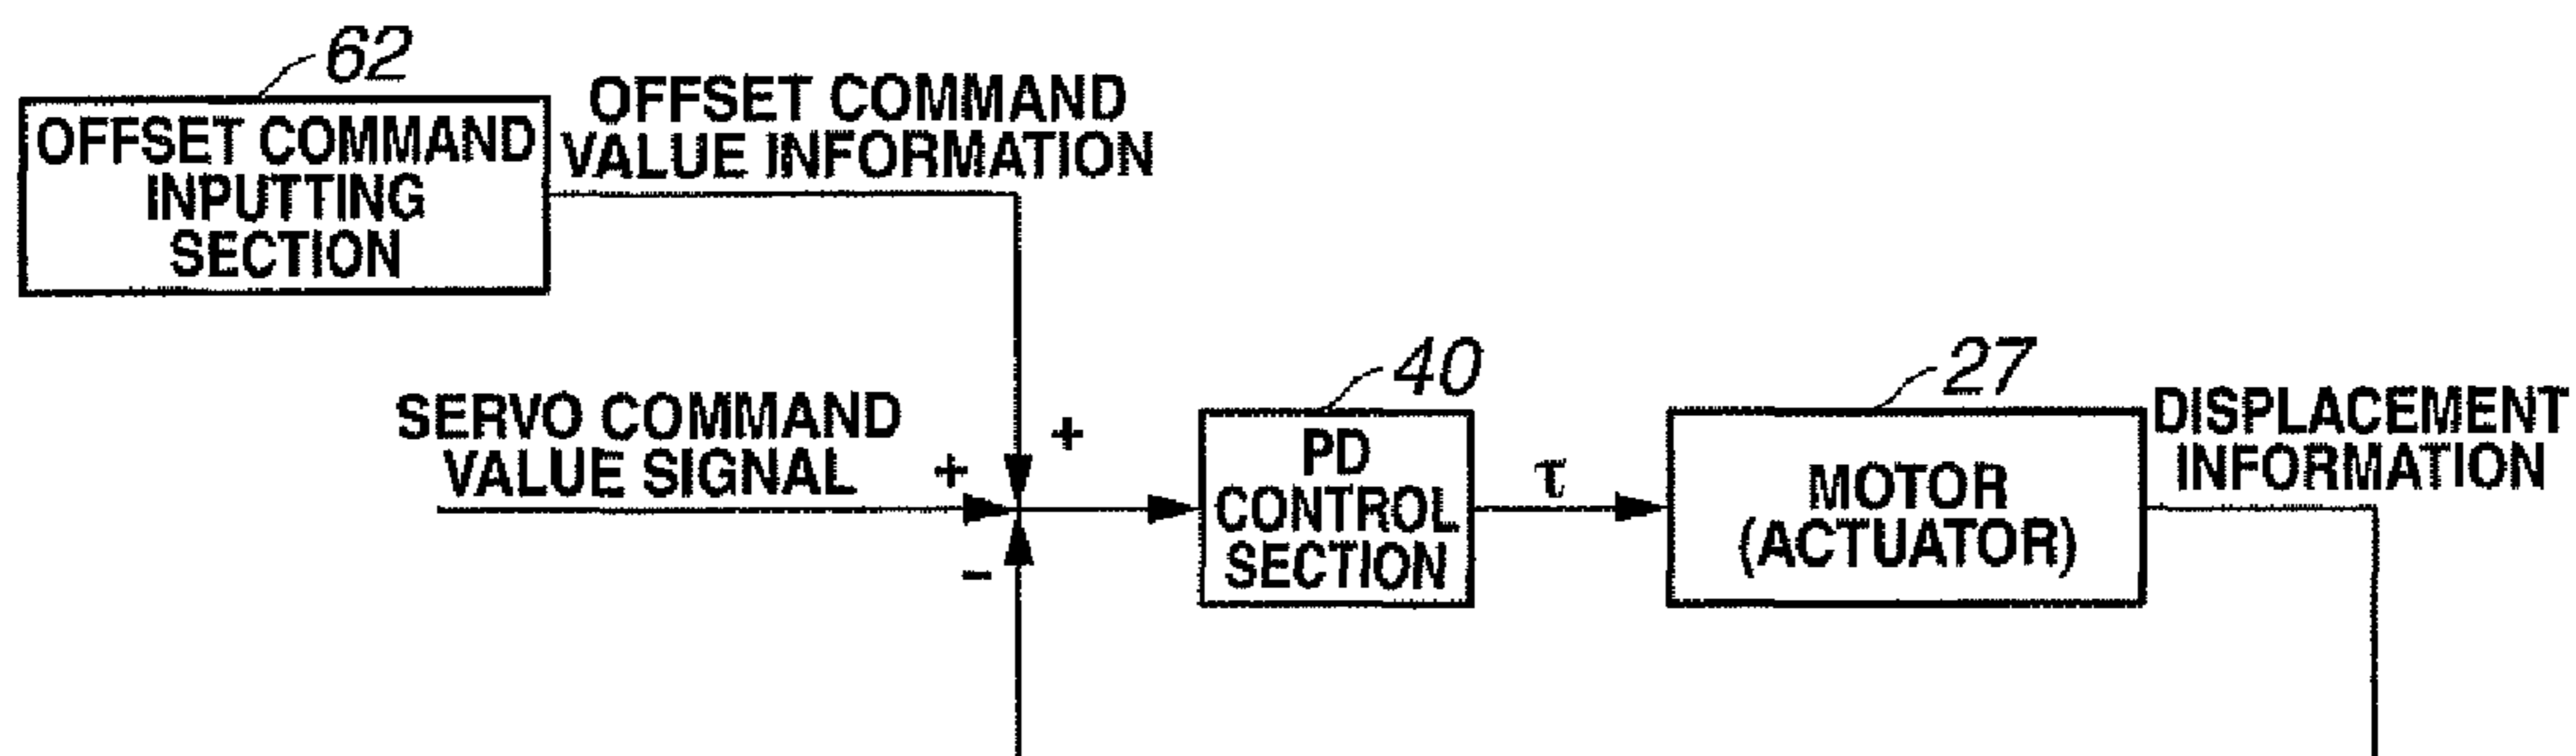 62
OFFSET COMMAND
INPUTTING
SECTION
OFFSET COMMAND
VALUE INFORMATION
SERVO COMMAND
VALUE SIGNAL
+
+
−
40
PD
CONTROL
SECTION
τ
27
MOTOR
(ACTUATOR)
DISPLACEMENT
INFORMATION